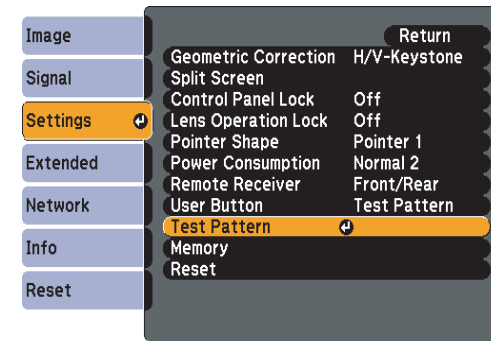 Image
Signal
Settings
Extended
Network
Info
Reset
Return
Geometric Correction H/V-Keystone
Split Screen
Control Panel Lock Off
Lens Operation Lock Off
Pointer Shape Pointer 1
Power Consumption Normal 2
Remote Receiver Front/Rear
User Button Test Pattern
Test Pattern
Memory
Reset